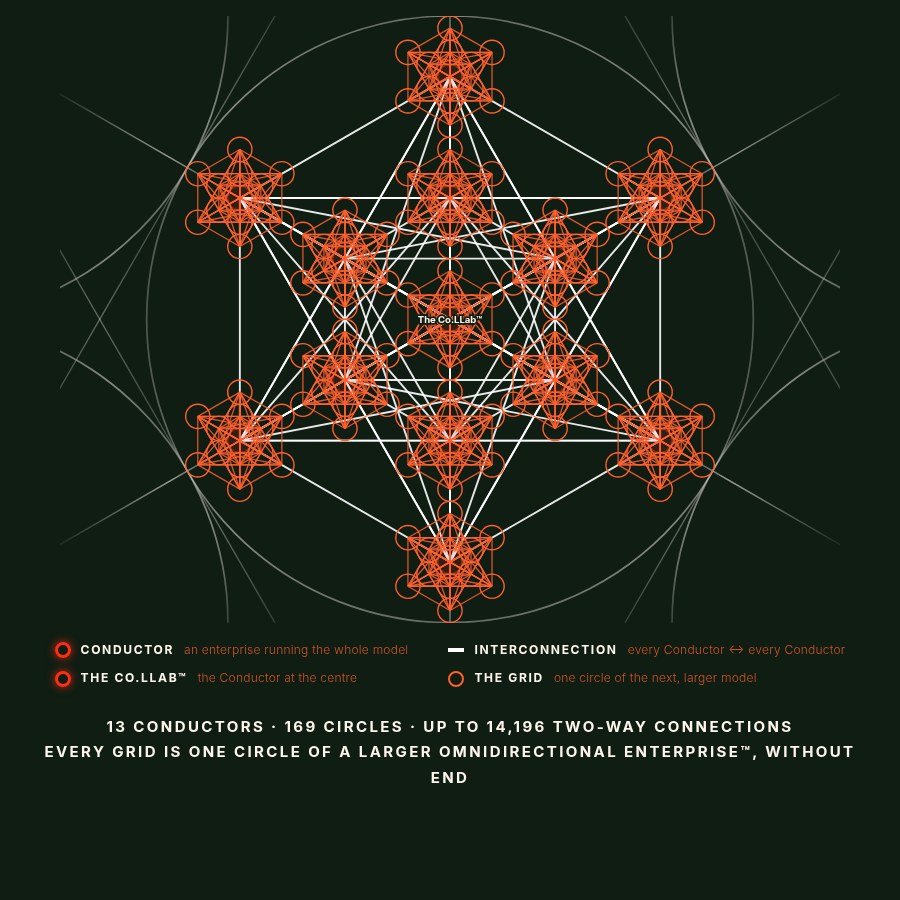 The Co.LLab™
CONDUCTOR an enterprise running the whole model
INTERCONNECTION every Conductor ↔ every Conductor
THE CO.LLAB™ the Conductor at the centre
THE GRID one circle of the next, larger model
13 CONDUCTORS · 169 CIRCLES · UP TO 14,196 TWO-WAY CONNECTIONS
EVERY GRID IS ONE CIRCLE OF A LARGER OMNIDIRECTIONAL ENTERPRISE™, WITHOUT
END